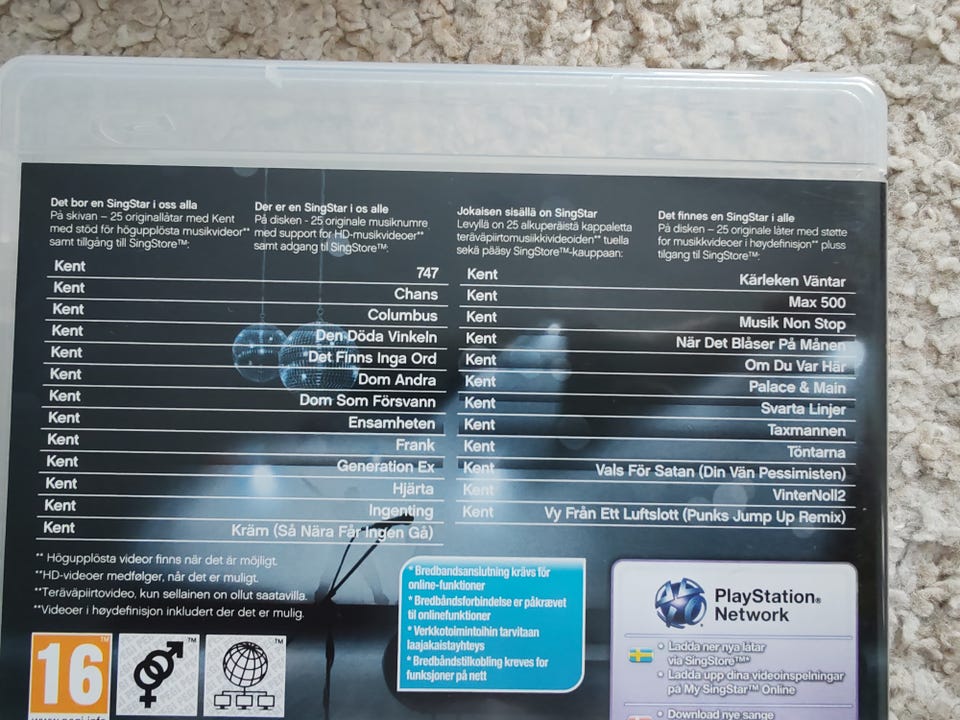 Det bor en SingStar i oss alla
På skivan – 25 originallåtar med Kent
med stöd för högupplösta musikvideor**
samt tillgång till SingStore™:
Der er en SingStar i os alle
På disken - 25 originale musiknumre
med support for HD-musikvideoer**
samt adgang til SingStore™:
Jokaisen sisällä on SingStar
Levyllä on 25 alkuperäistä kappaletta
teräväpiirtomusiikkivideoiden** tuella
sekä pääsy SingStore™-kauppaan:
Det finnes en SingStar i alle
På disken – 25 originale låter med støtte
for musikkvideoer i høydefinisjon** pluss
tilgang til SingStore™:
Kent 747
Kent Chans
Kent Columbus
Kent Den Döda Vinkeln
Kent Det Finns Inga Ord
Kent Dom Andra
Kent Dom Som Försvann
Kent Ensamheten
Kent Frank
Kent Generation Ex
Kent Hjärta
Kent Ingenting
Kent Kräm (Så Nära Får Ingen Gå)
Kent Kärleken Väntar
Kent Max 500
Kent Musik Non Stop
Kent När Det Blåser På Månen
Kent Om Du Var Här
Kent Palace & Main
Kent Svarta Linjer
Kent Taxmannen
Kent Töntarna
Kent Vals För Satan (Din Vän Pessimisten)
Kent VinterNoll2
Kent Vy Från Ett Luftslott (Punks Jump Up Remix)
** Högupplösta videor finns när det är möjligt.
**HD-videoer medfølger, når det er muligt.
**Teräväpiirtovideo, kun sellainen on ollut saatavilla.
**Videoer i høydefinisjon inkludert der det er mulig.
* Bredbandsanslutning krävs för
online-funktioner
* Bredbåndsforbindelse er påkrævet
til onlinefunktioner
* Verkkotoimintoihin tarvitaan
laajakaistayhteys
* Bredbåndstilkobling kreves for
funksjoner på nett
PlayStation®
Network
• Ladda ner nya låtar
via SingStore™*
• Ladda upp dina videoinspelningar
på My SingStar™ Online
• Download nye sange
16
™
™
™
www.pegi.info